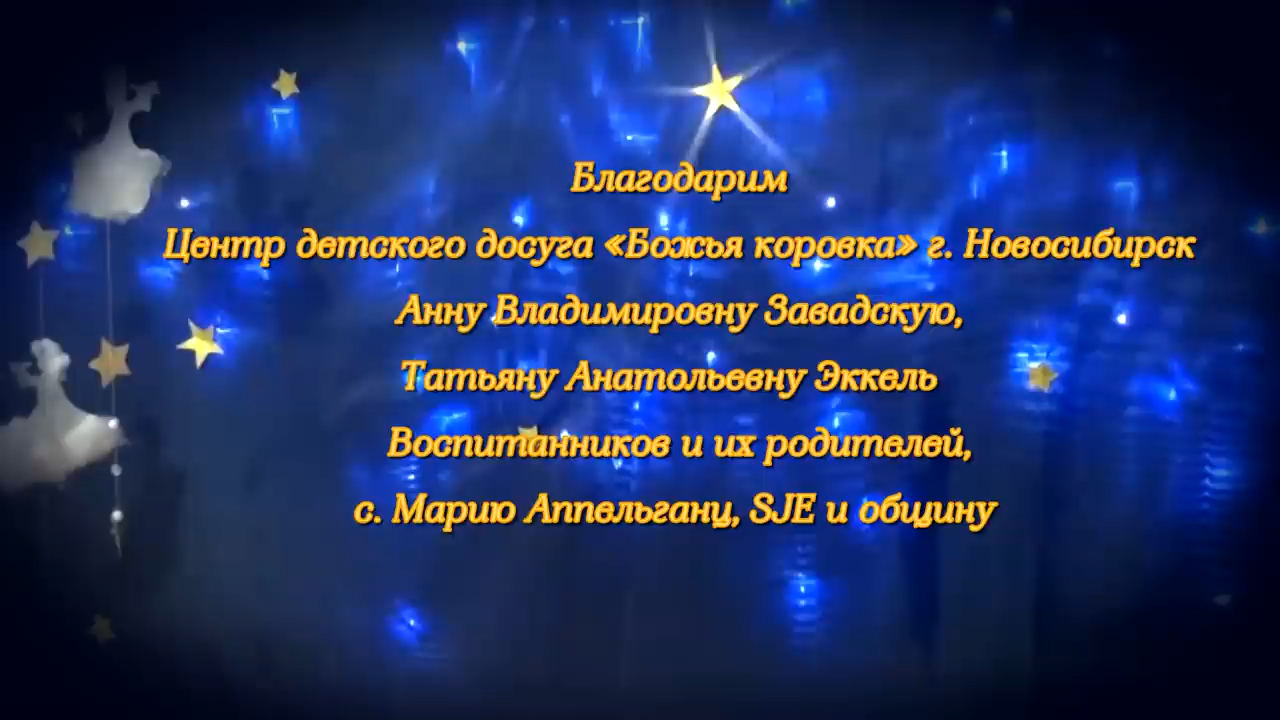 Благодарим
Центр детского досуга «Божья коровка» г. Новосибирск
Анну Владимировну Завадскую,
Татьяну Анатольевну Эккель
Воспитанников и их родителей,
с. Марию Аппельганц, SJE и общину